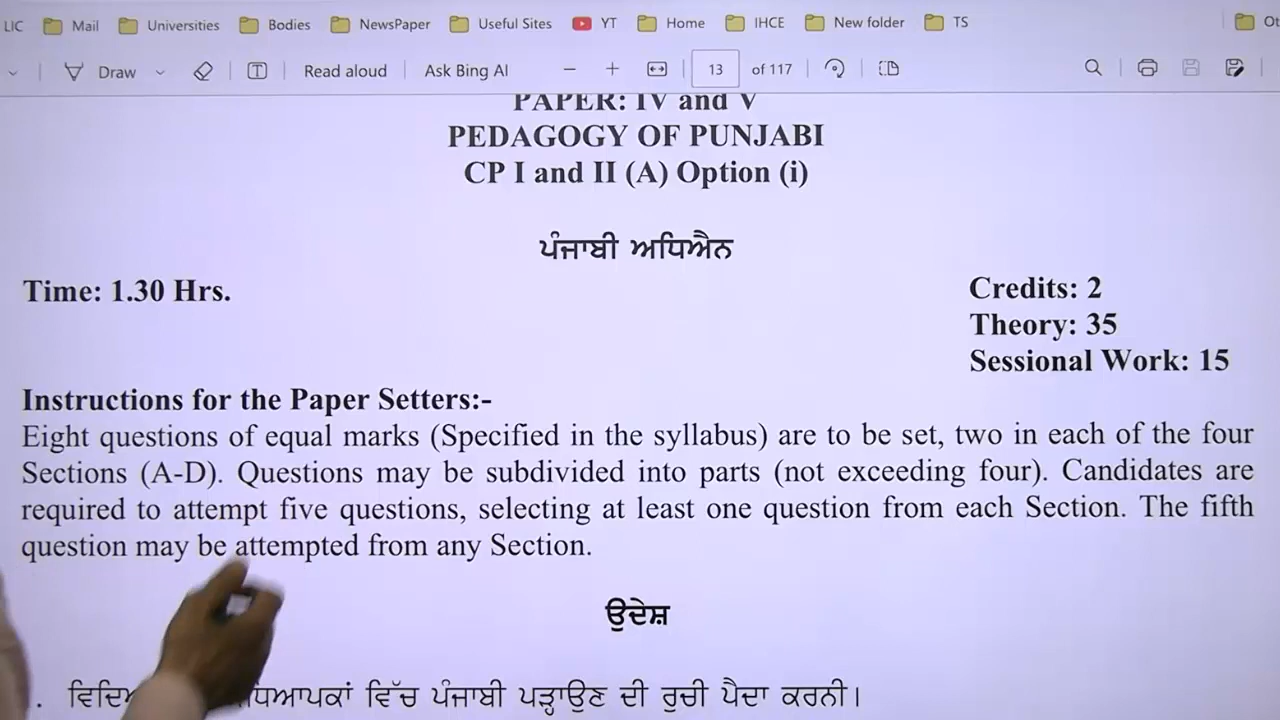 LIC Mail Universities Bodies NewsPaper Useful Sites YT Home IHCE New folder TS Ot
Draw Read aloud Ask Bing AI 13 of 117
PAPER: IV and V
PEDAGOGY OF PUNJABI
CP I and II (A) Option (i)
ਪੰਜਾਬੀ ਅਧਿਐਨ
Time: 1.30 Hrs.
Credits: 2
Theory: 35
Sessional Work: 15
Instructions for the Paper Setters:-
Eight questions of equal marks (Specified in the syllabus) are to be set, two in each of the four
Sections (A-D). Questions may be subdivided into parts (not exceeding four). Candidates are
required to attempt five questions, selecting at least one question from each Section. The fifth
question may be attempted from any Section.
ਉਦੇਸ਼
ਵਿੱਚ ਪੰਜਾਬੀ ਪੜ੍ਹਾਉਣ ਦੀ ਰੁਚੀ ਪੈਦਾ ਕਰਨੀ।